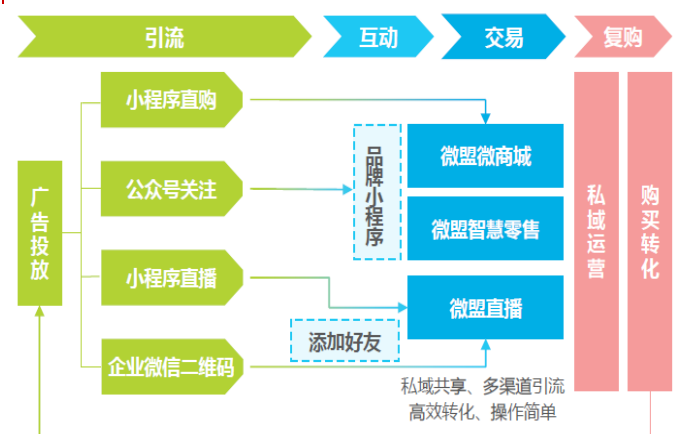 引流
互动
交易
复购
广告投放
小程序直购
公众号关注
小程序直播
企业微信二维码
品牌小程序
添加好友
微盟微商城
微盟智慧零售
微盟直播
私域共享、多渠道引流
高效转化、操作简单
私域运营
购买转化